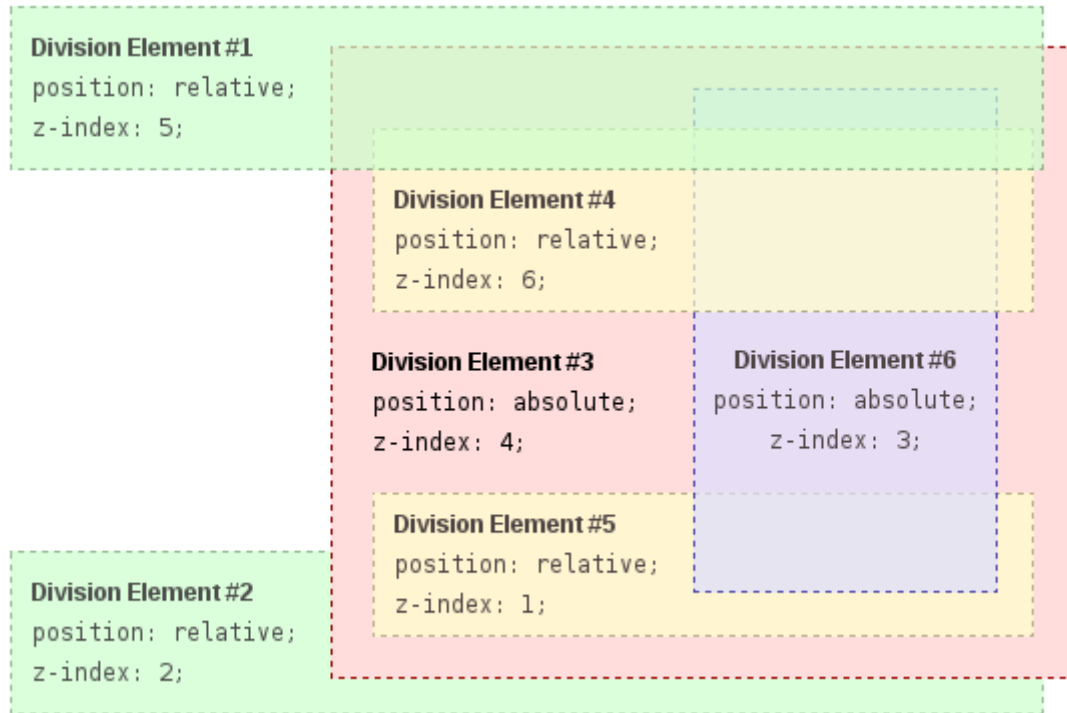 Division Element #1
position: relative;
z-index: 5;
Division Element #4
position: relative;
z-index: 6;
Division Element #3
position: absolute;
z-index: 4;
Division Element #6
position: absolute;
z-index: 3;
Division Element #5
position: relative;
z-index: 1;
Division Element #2
position: relative;
z-index: 2;